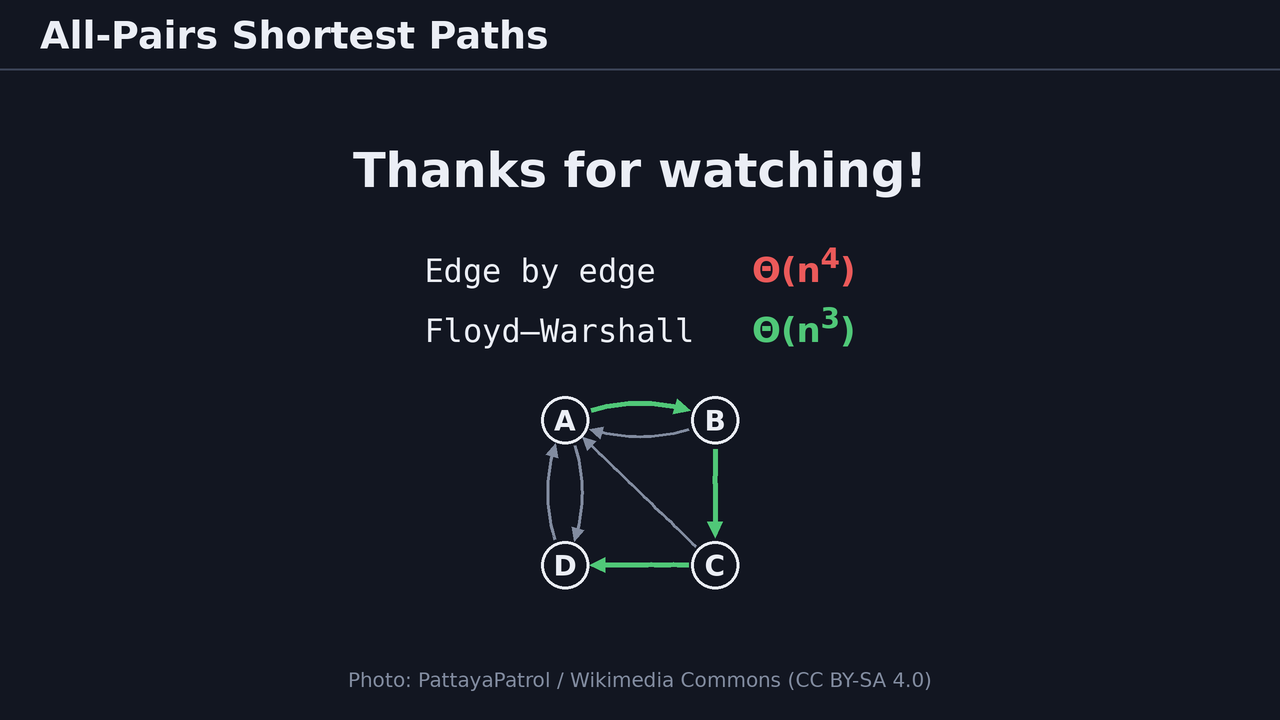 All-Pairs Shortest Paths
Thanks for watching!
Edge by edge Θ(n⁴)
Floyd–Warshall Θ(n³)
A B
D C
Photo: PattayaPatrol / Wikimedia Commons (CC BY-SA 4.0)